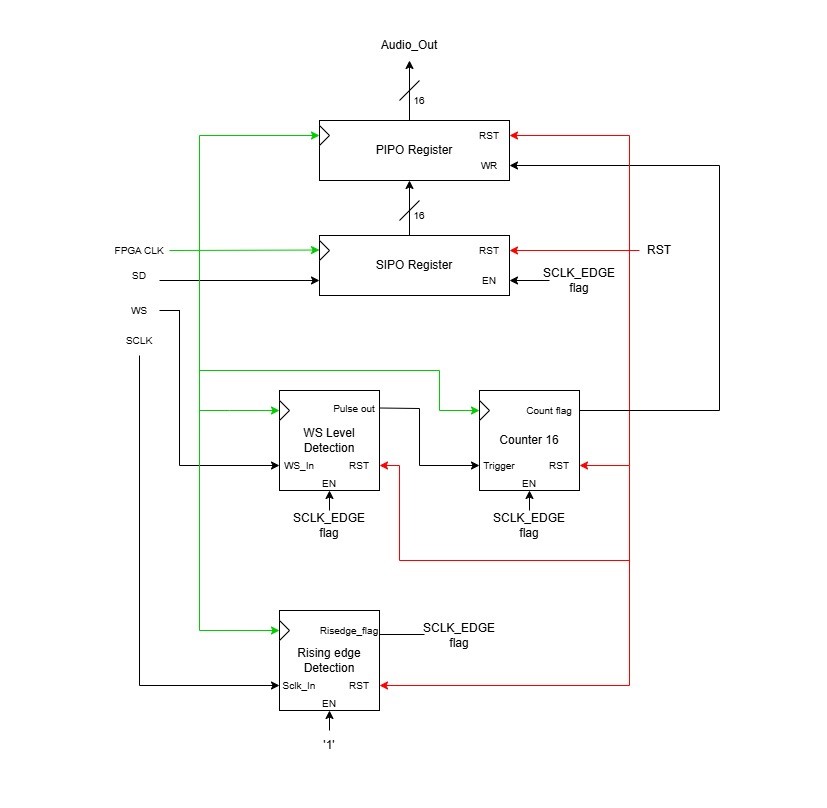 Audio_Out
16
RST
PIPO Register
WR
16
FPGA CLK
RST
RST
SIPO Register
SD
EN
SCLK_EDGE
flag
WS
SCLK
Pulse out
Count flag
WS Level
Detection
Counter 16
WS_In
RST
Trigger
RST
EN
EN
SCLK_EDGE
flag
SCLK_EDGE
flag
Risedge_flag
SCLK_EDGE
flag
Rising edge
Detection
Sclk_In
RST
EN
'1'